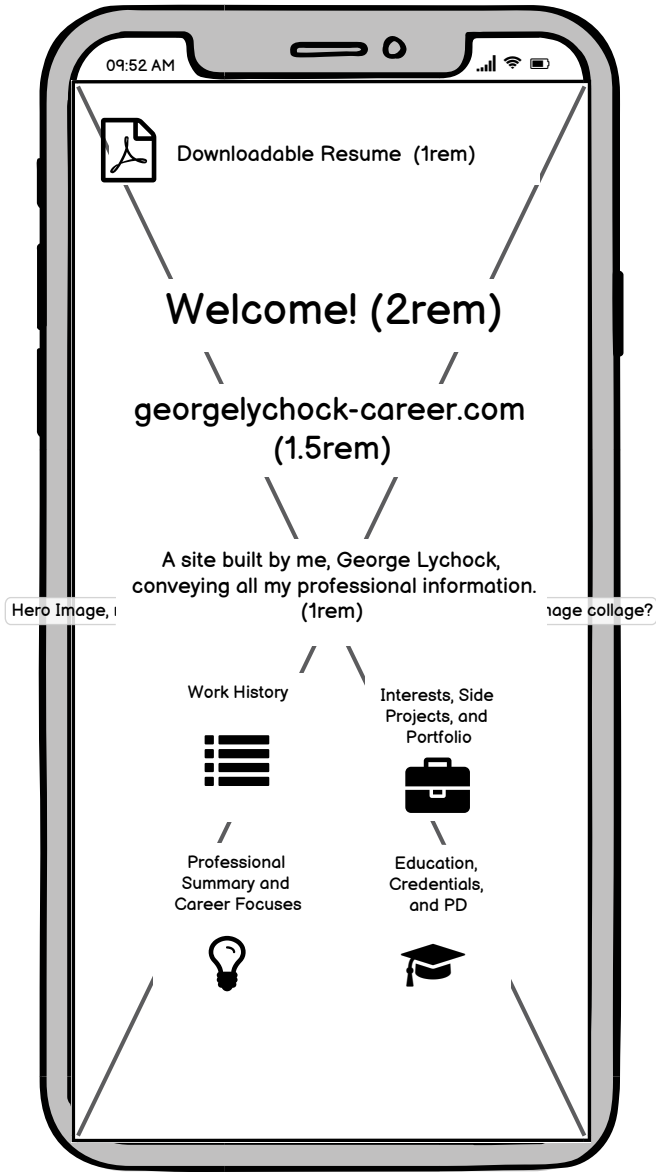 09:52 AM
Downloadable Resume (1rem)
Welcome! (2rem)
georgelychock-career.com
(1.5rem)
A site built by me, George Lychock,
conveying all my professional information.
(1rem)
Hero Image,
collage?
Work History
Interests, Side
Projects, and
Portfolio
Professional
Summary and
Career Focuses
Education,
Credentials,
and PD